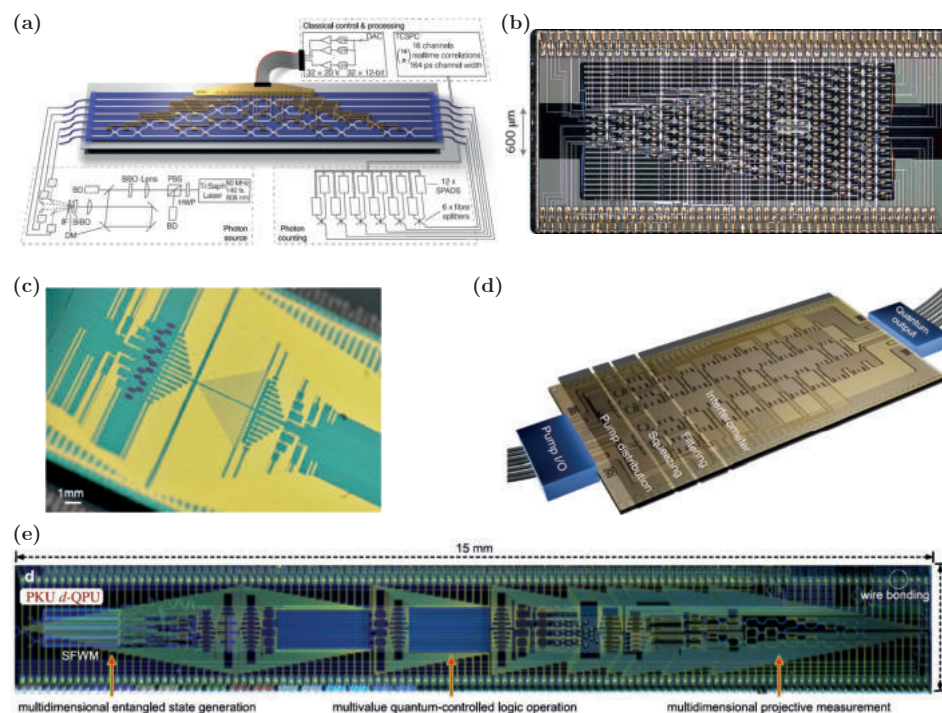 (a)
Classical control & processing
DAC
32 × 20 V 32 × 12-bit
TCSPC:
16 channels
realtime correlations
164 ps channel width
BBO Lens PBS
BD
Ti:Saph
Laser
80 MHz
140 fs
808 nm
HWP
IF BiBO
DM
BD
Photon
source
12 x
SPADS
6 x fibre
splitters
Photon
counting
(b)
600 μm
(c)
1mm
(d)
Quantum
output
Interferometer
Filtering
Squeezing
Pump distribution
Pump I/O
(e)
15 mm
d
PKU d-QPU
wire bonding
SFWM
multidimensional entangled state generation
multivalue quantum-controlled logic operation
multidimensional projective measurement